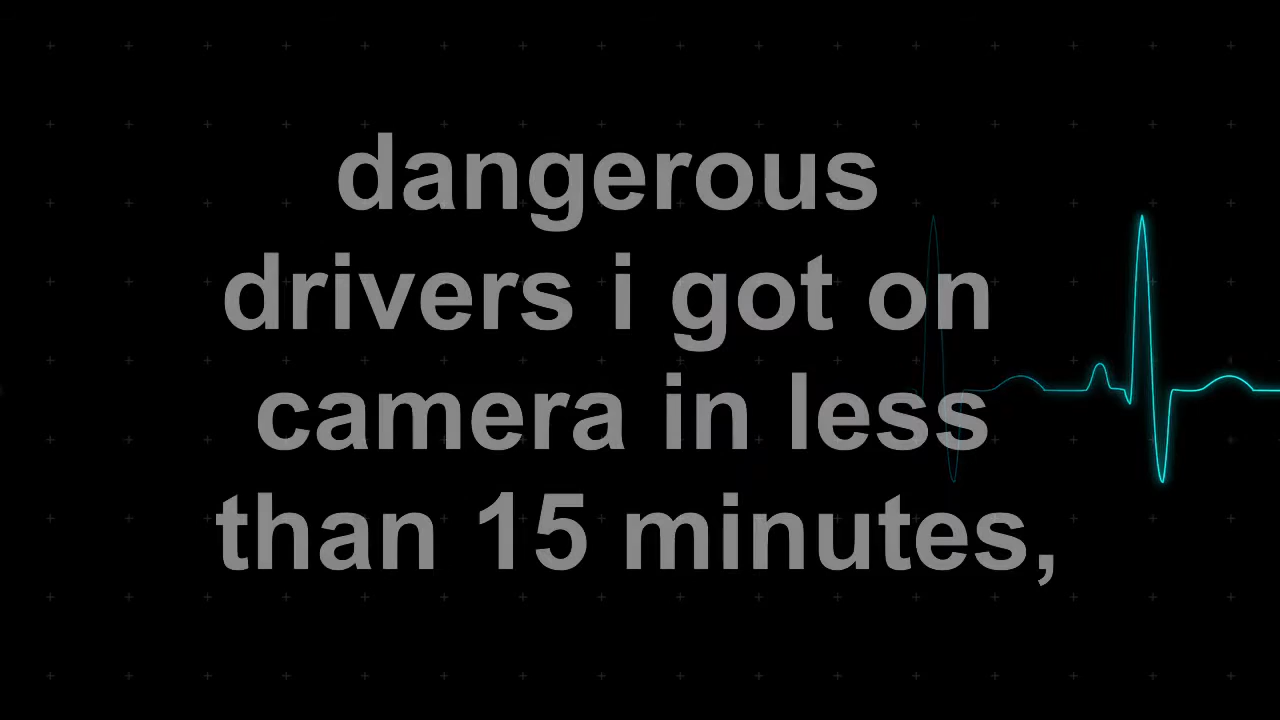 dangerous
drivers i got on
camera in less
than 15 minutes,